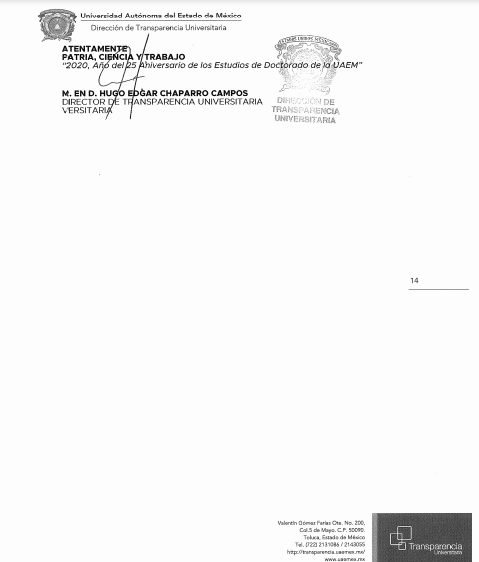 Universidad Autónoma del Estado de México
Dirección de Transparencia Universitaria
ATENTAMENTE
PATRIA, CIENCIA Y TRABAJO
"2020, Año del 25 Aniversario de los Estudios de Doctorado de la UAEM"
M. EN D. HUGO EDGAR CHAPARRO CAMPOS
DIRECTOR DE TRANSPARENCIA UNIVERSITARIA
VERSITARIA
DIRECCIÓN DE
TRANSPARENCIA
UNIVERSITARIA
14
Valentín Gómez Farías Ote. No. 200,
Col.5 de Mayo. C.P. 50090.
Toluca, Estado de México
Tel. (722) 2131086 / 2143055
http://transparencia.uaemex.mx/
www.uaemex.mx
Transparencia
Universitaria